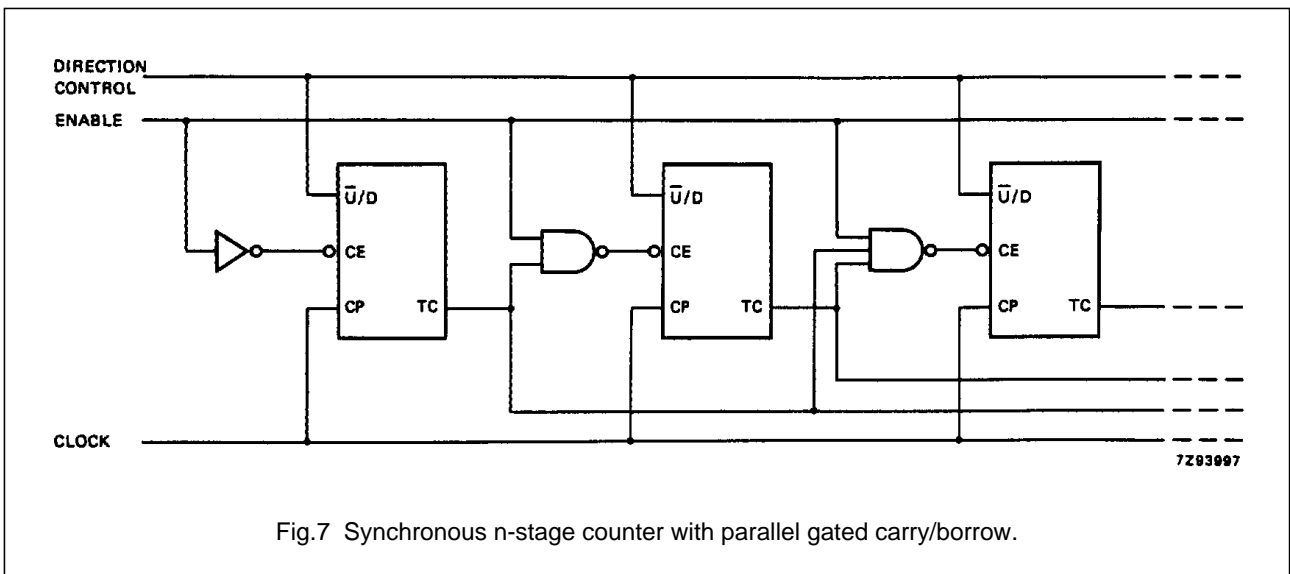 DIRECTION
CONTROL
ENABLE
U̅/D
U̅/D
U̅/D
CE
CE
CE
CP TC
CP TC
CP TC
CLOCK
7Z93997
Fig.7 Synchronous n-stage counter with parallel gated carry/borrow.